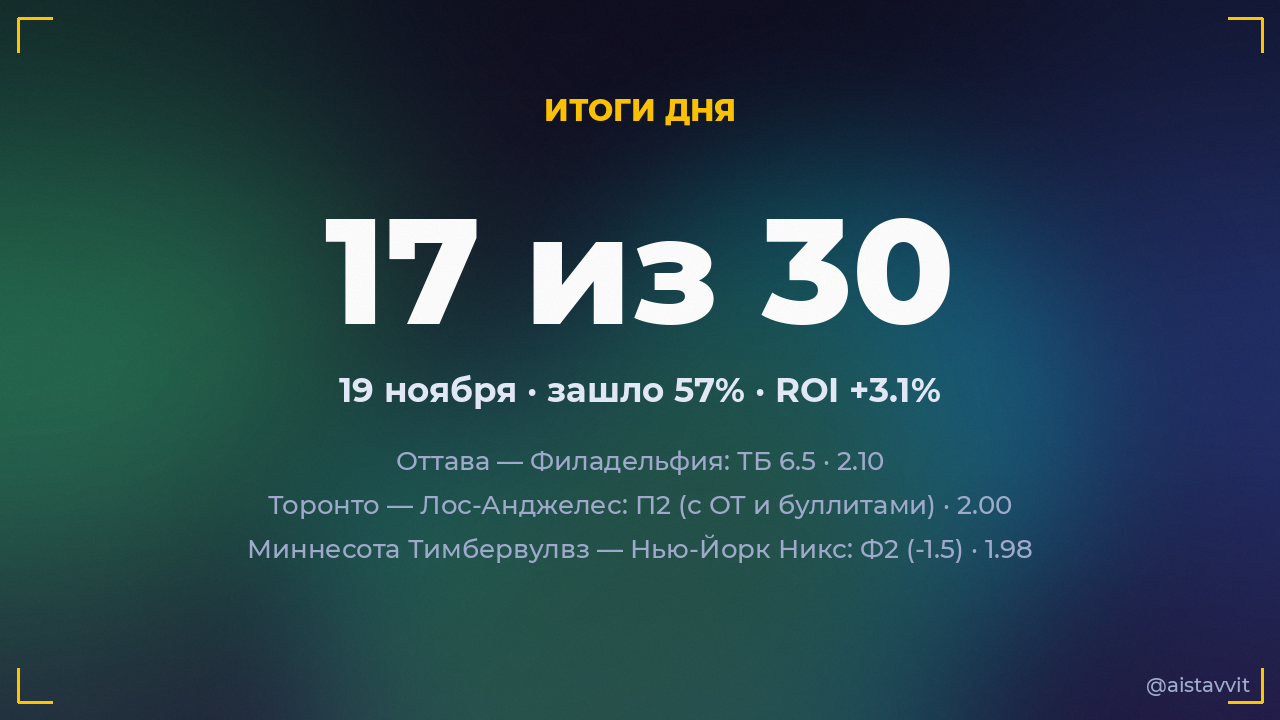 ИТОГИ ДНЯ
17 из 30
19 ноября · зашло 57% · ROI +3.1%
Оттава — Филадельфия: ТБ 6.5 · 2.10
Торонто — Лос-Анджелес: П2 (с ОТ и буллитами) · 2.00
Миннесота Тимбервулвз — Нью-Йорк Никс: Ф2 (-1.5) · 1.98
@aistavvit